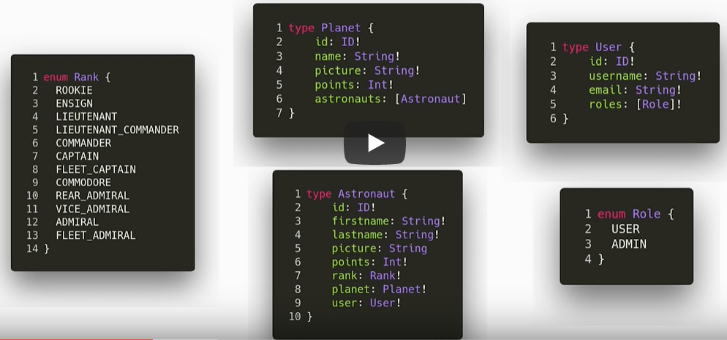 1 enum Rank {
2 ROOKIE
3 ENSIGN
4 LIEUTENANT
5 LIEUTENANT_COMMANDER
6 COMMANDER
7 CAPTAIN
8 FLEET_CAPTAIN
9 COMMODORE
10 REAR_ADMIRAL
11 VICE_ADMIRAL
12 ADMIRAL
13 FLEET_ADMIRAL
14 }
1 type Planet {
2 id: ID!
3 name: String!
4 picture: String!
5 points: Int!
6 astronauts: [Astronaut]
7 }
1 type Astronaut {
2 id: ID!
3 firstname: String!
4 lastname: String!
5 picture: String
6 points: Int!
7 rank: Rank!
8 planet: Planet!
9 user: User!
10 }
1 type User {
2 id: ID!
3 username: String!
4 email: String!
5 roles: [Role]!
6 }
1 enum Role {
2 USER
3 ADMIN
4 }